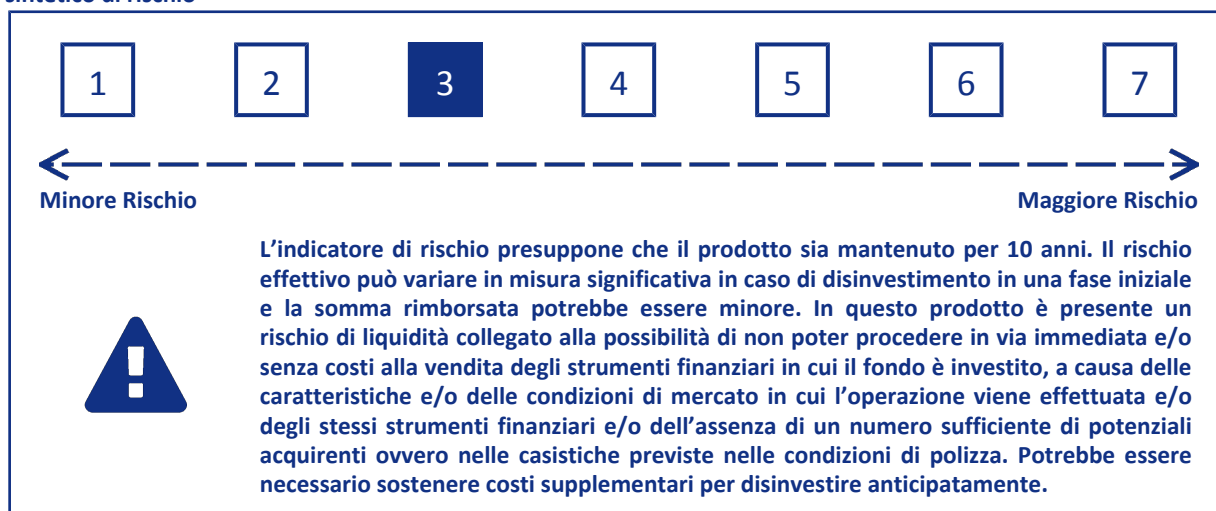 sintetico di rischio
1 2 3 4 5 6 7
Minore Rischio Maggiore Rischio
L’indicatore di rischio presuppone che il prodotto sia mantenuto per 10 anni. Il rischio
effettivo può variare in misura significativa in caso di disinvestimento in una fase iniziale
e la somma rimborsata potrebbe essere minore. In questo prodotto è presente un
rischio di liquidità collegato alla possibilità di non poter procedere in via immediata e/o
senza costi alla vendita degli strumenti finanziari in cui il fondo è investito, a causa delle
caratteristiche e/o delle condizioni di mercato in cui l’operazione viene effettuata e/o
degli stessi strumenti finanziari e/o dell’assenza di un numero sufficiente di potenziali
acquirenti ovvero nelle casistiche previste nelle condizioni di polizza. Potrebbe essere
necessario sostenere costi supplementari per disinvestire anticipatamente.